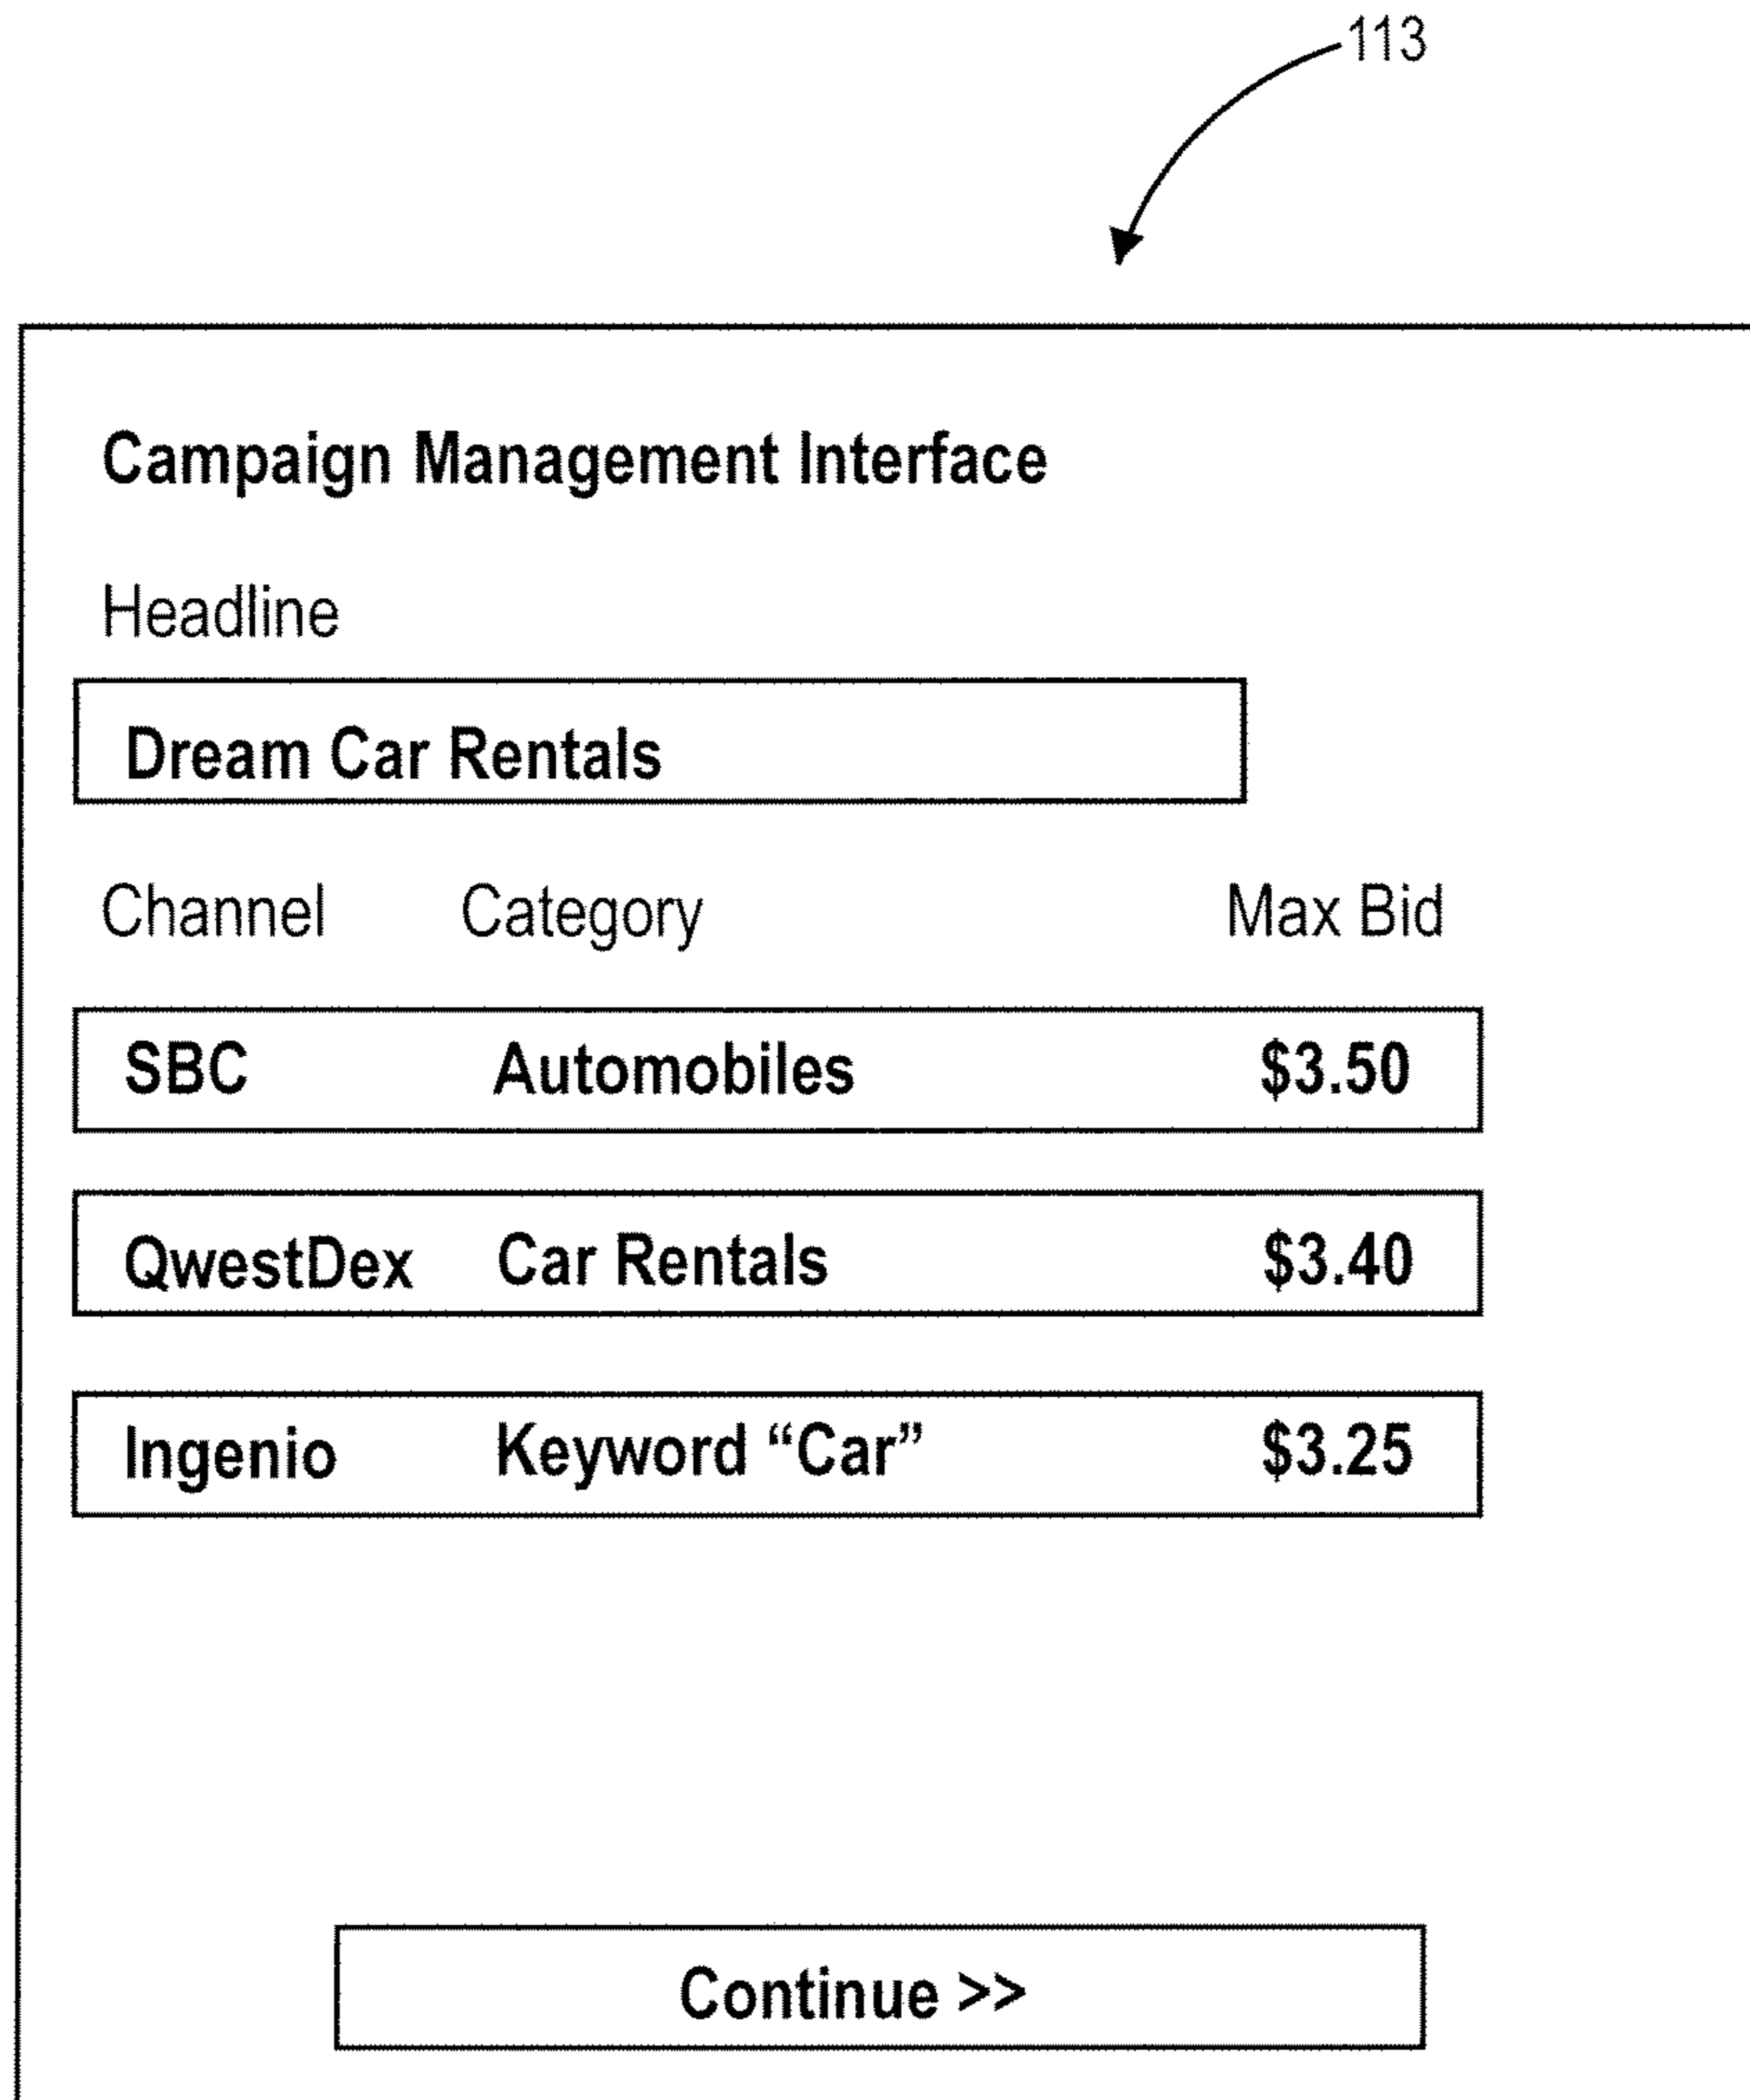 113
Campaign Management Interface
Headline
Dream Car Rentals
Channel Category Max Bid
SBC Automobiles $3.50
QwestDex Car Rentals $3.40
Ingenio Keyword “Car” $3.25
Continue >>